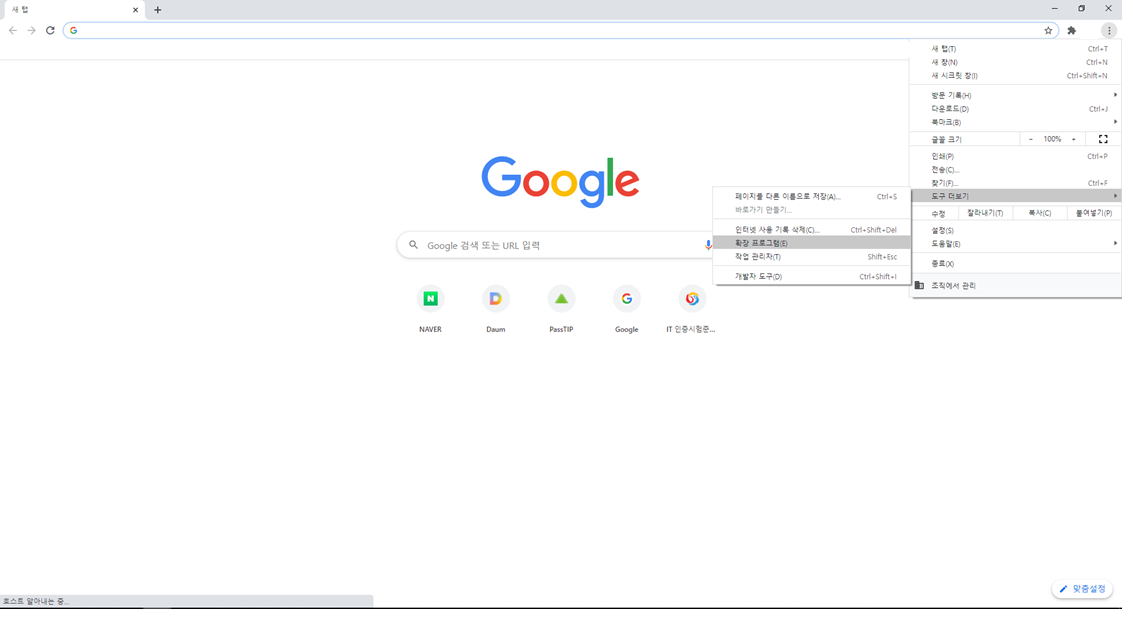 새 탭
새 탭(T) Ctrl+T
새 창(N) Ctrl+N
새 시크릿 창(I) Ctrl+Shift+N
방문 기록(H)
다운로드(D) Ctrl+J
북마크(B)
글꼴 크기 - 100% +
인쇄(P) Ctrl+P
전송(C)...
찾기(F)... Ctrl+F
도구 더보기(L)
수정 잘라내기(T) 복사(C) 붙여넣기(P)
설정(S)
도움말(E)
종료(X)
조직에서 관리
페이지를 다른 이름으로 저장(A)... Ctrl+S
바로가기 만들기...
인터넷 사용 기록 삭제(C)... Ctrl+Shift+Del
확장 프로그램(E)
작업 관리자(T) Shift+Esc
개발자 도구(D) Ctrl+Shift+I
Google
Google 검색 또는 URL 입력
NAVER Daum PassTIP Google IT 인증시험준...
맞춤설정
호스트 알아내는 중...